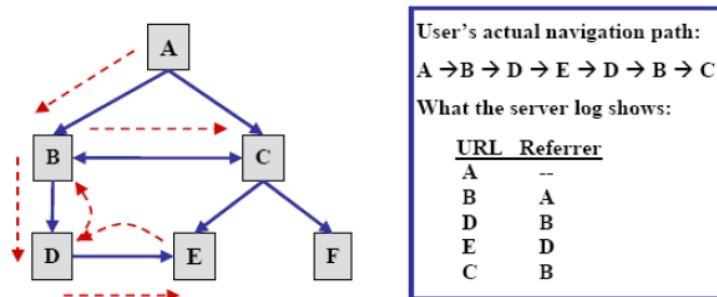 A
B
C
D
E
F
User's actual navigation path:
A → B → D → E → D → B → C
What the server log shows:
URL Referrer
A --
B A
D B
E D
C B